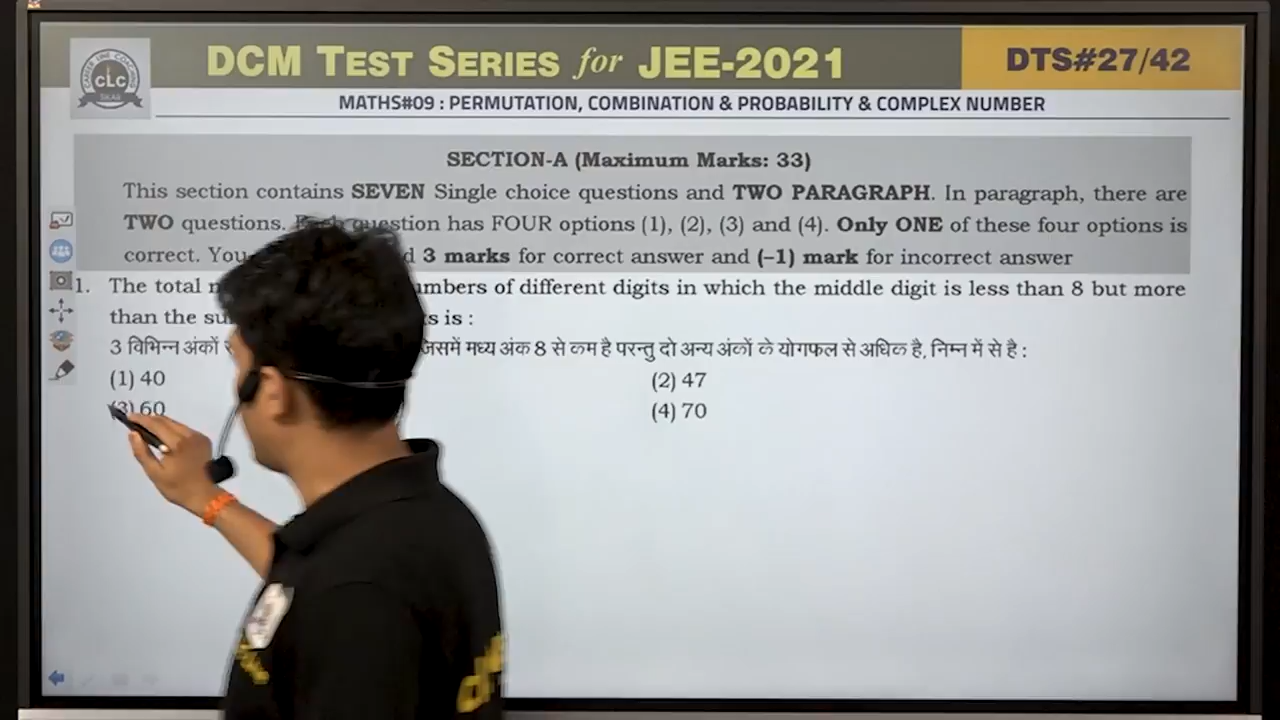 DCM TEST SERIES for JEE-2021
DTS#27/42
CLC
MATHS#09 : PERMUTATION, COMBINATION & PROBABILITY & COMPLEX NUMBER
SECTION-A (Maximum Marks: 33)
This section contains SEVEN Single choice questions and TWO PARAGRAPH. In paragraph, there are
TWO questions. question has FOUR options (1), (2), (3) and (4). Only ONE of these four options is
correct. You 3 marks for correct answer and (–1) mark for incorrect answer
1. The total of different digits in which the middle digit is less than 8 but more
than the is :
3 विभिन्न अंकों जिसमें मध्य अंक 8 से कम है परन्तु दो अन्य अंकों के योगफल से अधिक है, निम्न में से है :
(1) 40
(2) 47
(3) 60
(4) 70